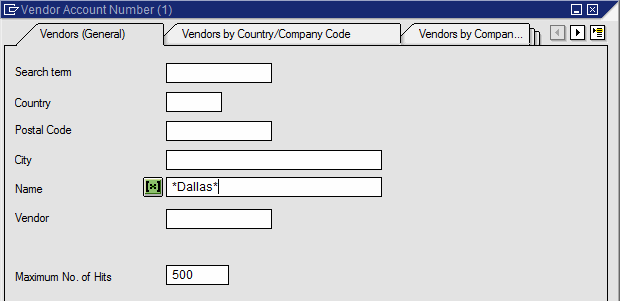 Vendor Account Number (1)
Vendors (General) Vendors by Country/Company Code Vendors by Compan...
Search term
Country
Postal Code
City
Name *Dallas*
Vendor
Maximum No. of Hits 500